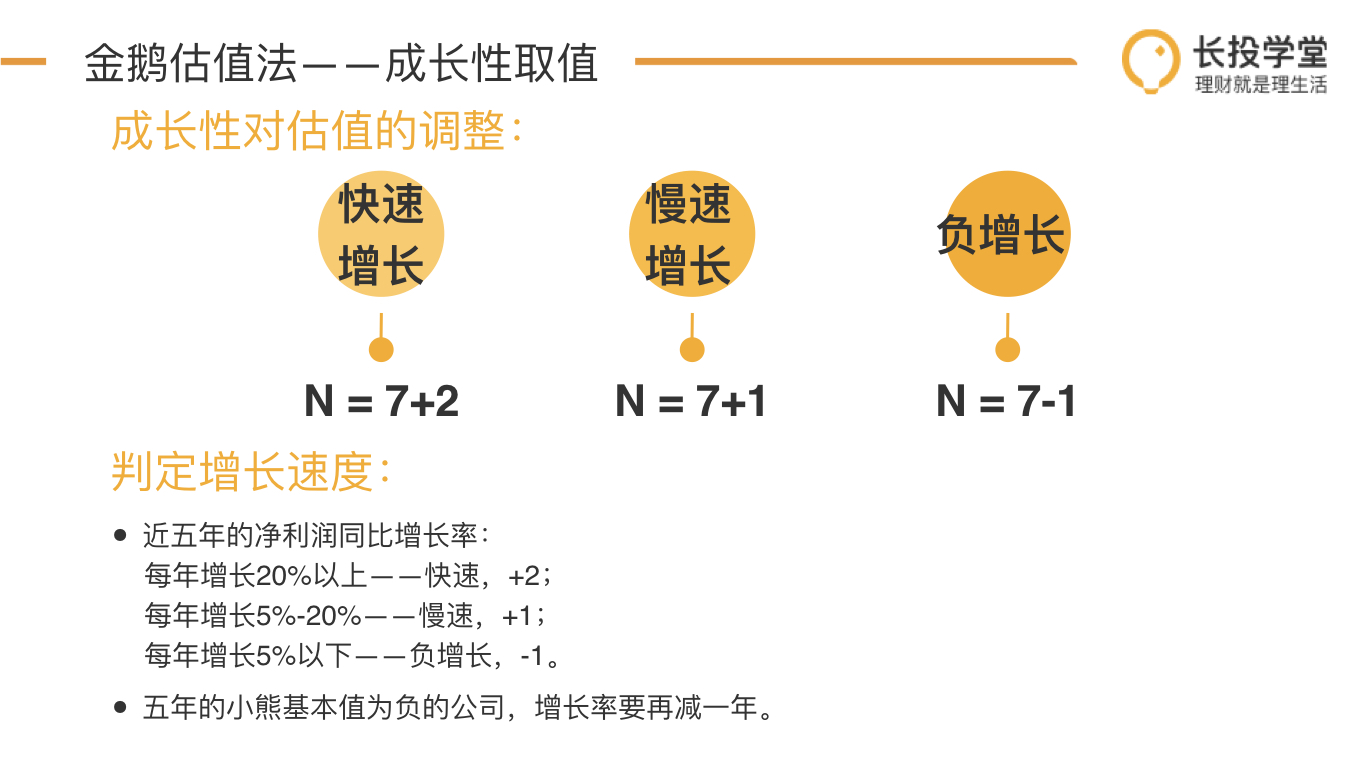 金鹅估值法——成长性取值
长投学堂
理财就是理生活
成长性对估值的调整：
快速
增长
慢速
增长
负增长
N = 7+2
N = 7+1
N = 7-1
判定增长速度：
● 近五年的净利润同比增长率：
每年增长20%以上——快速，+2；
每年增长5%-20%——慢速，+1；
每年增长5%以下——负增长，-1。
● 五年的小熊基本值为负的公司，增长率要再减一年。